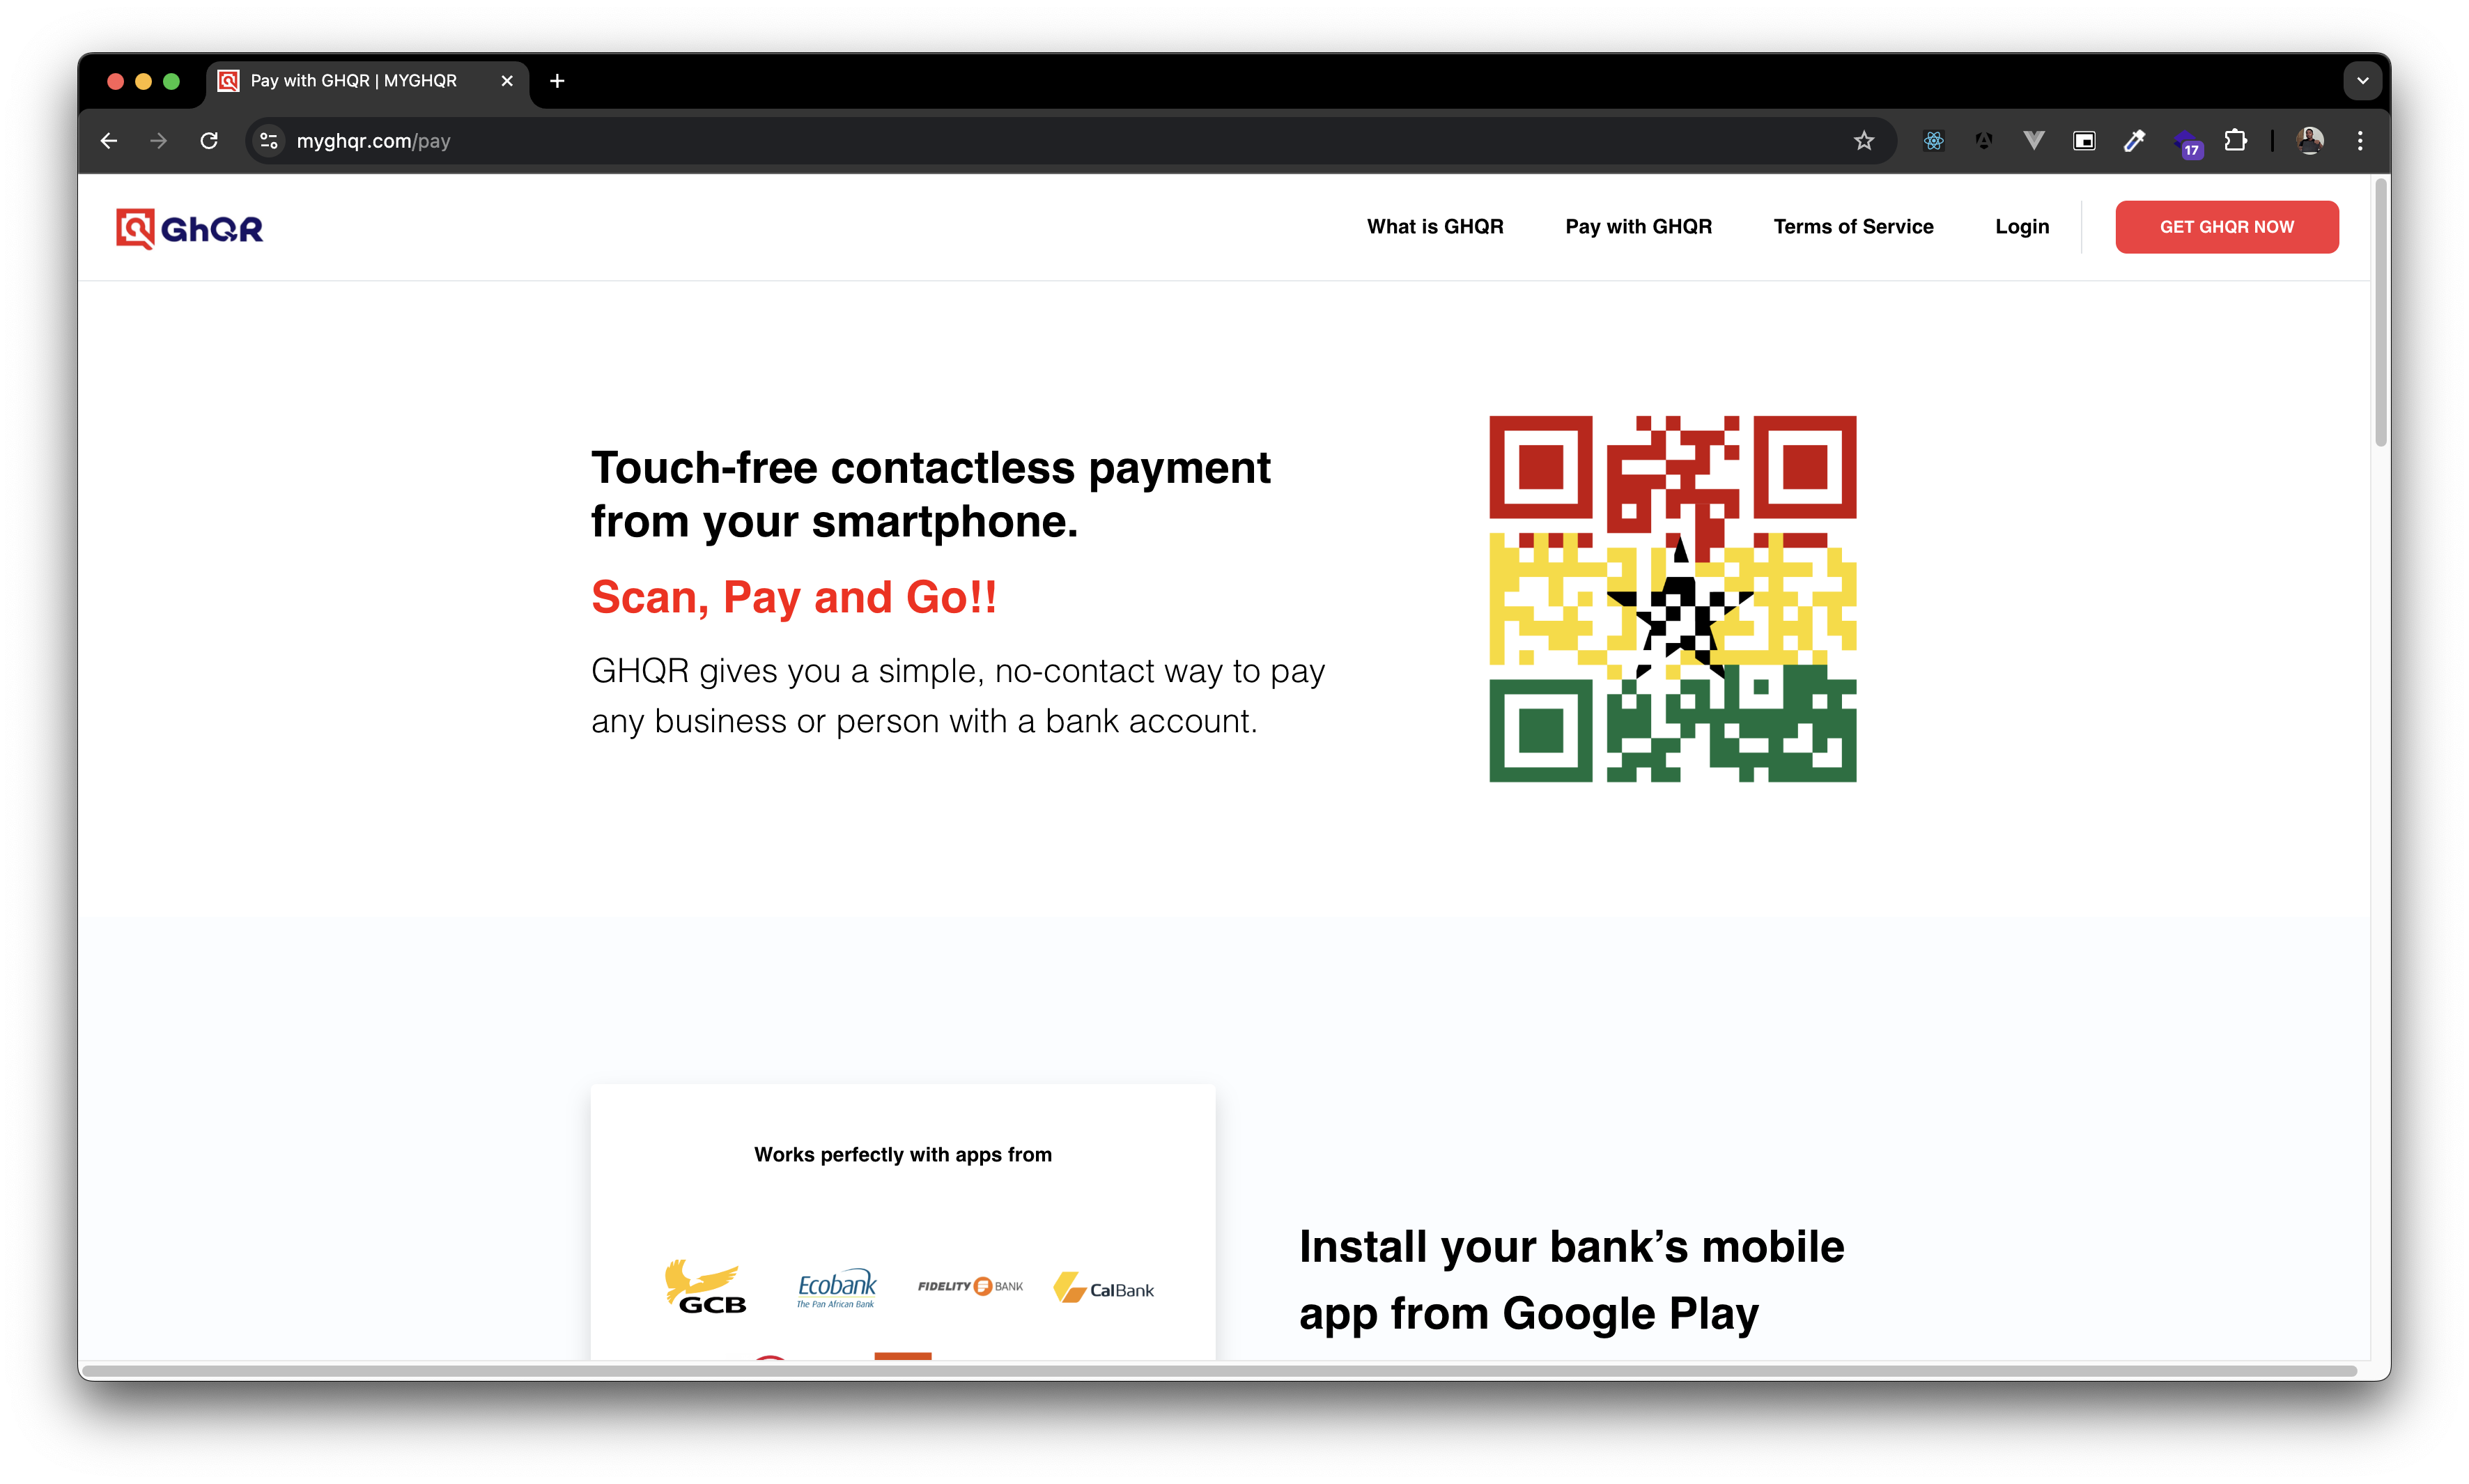 Pay with GHQR | MYGHQR
myghqr.com/pay
17
GhQR
What is GHQR
Pay with GHQR
Terms of Service
Login
GET GHQR NOW
Touch-free contactless payment
from your smartphone.
Scan, Pay and Go!!
GHQR gives you a simple, no-contact way to pay
any business or person with a bank account.
Works perfectly with apps from
GCB
Ecobank
The Pan African Bank
FIDELITY BANK
CalBank
Install your bank’s mobile
app from Google Play